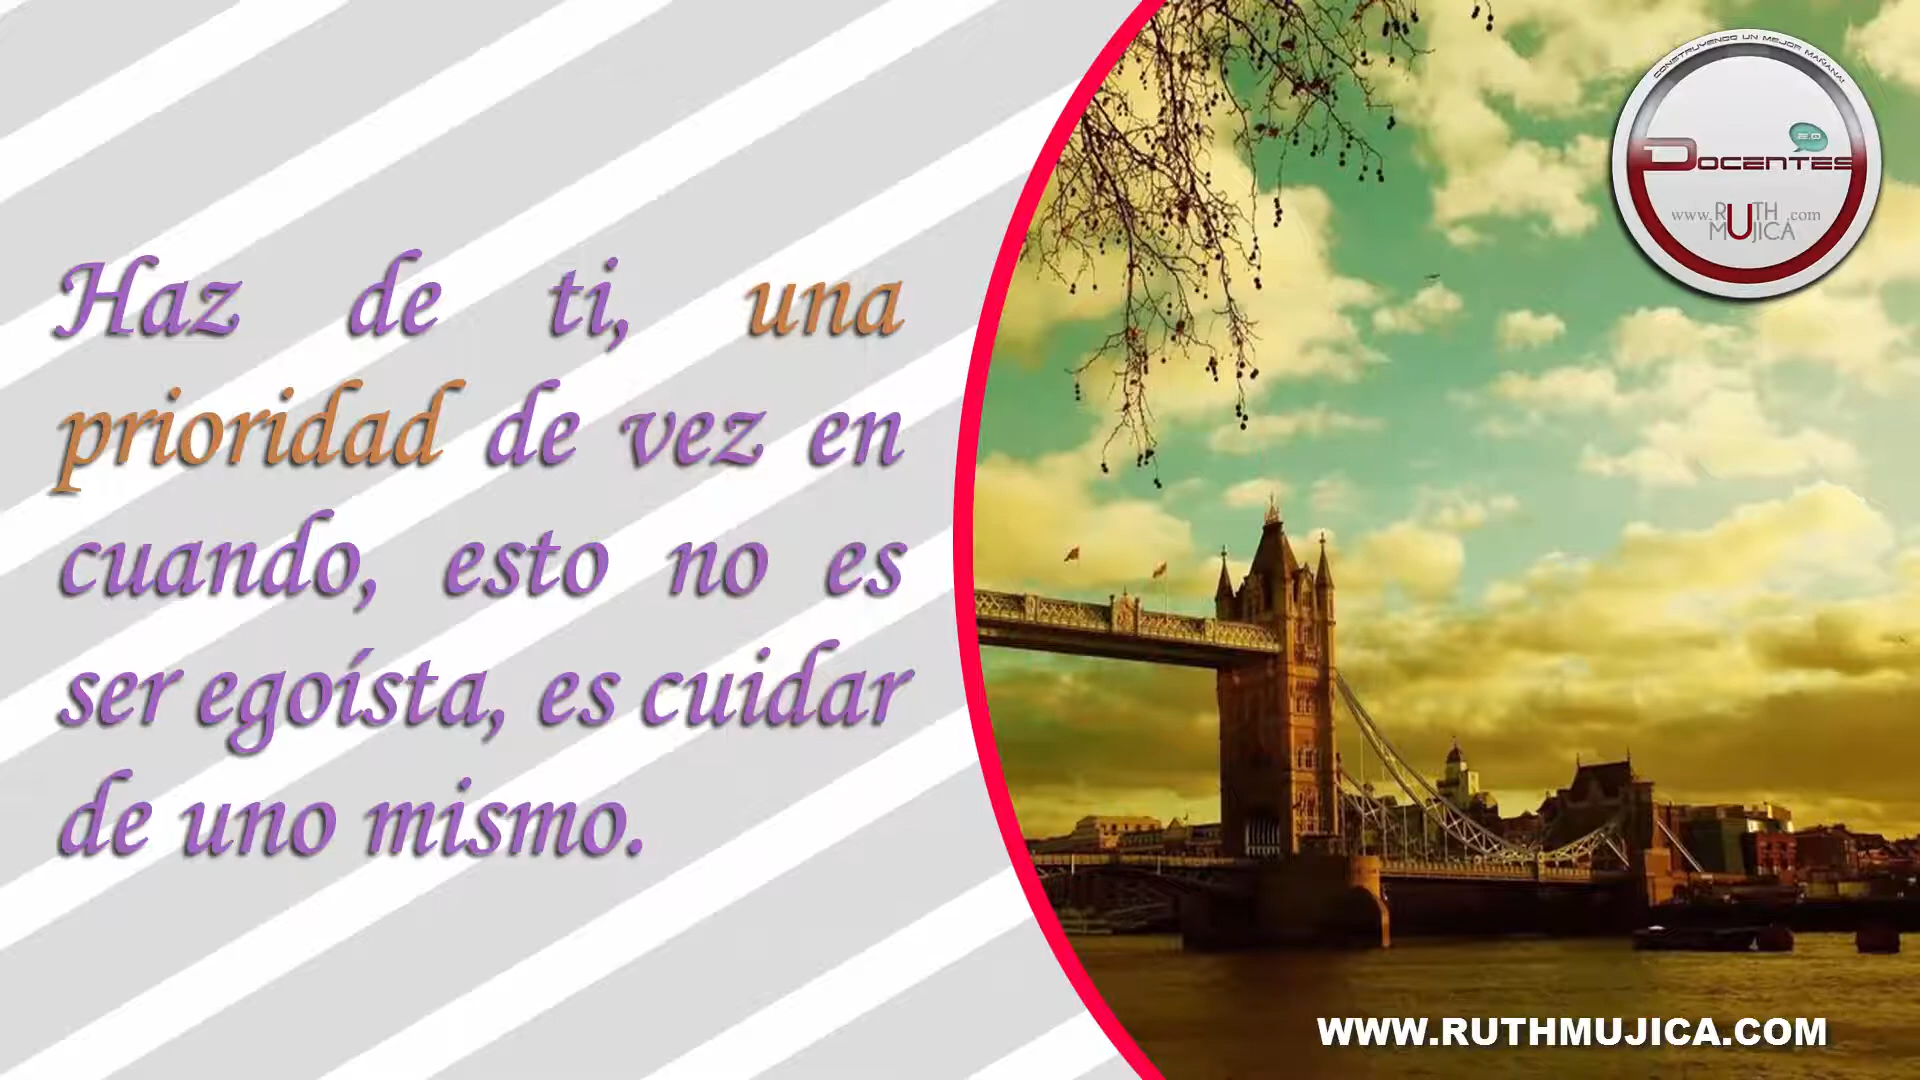 Haz de ti, una
prioridad de vez en
cuando, esto no es
ser egoísta, es cuidar
de uno mismo.
CONSTRUYENDO UN MEJOR MAÑANA!
2.0
DOCENTES
www.RUTH MUJICA.com
WWW.RUTHMUJICA.COM